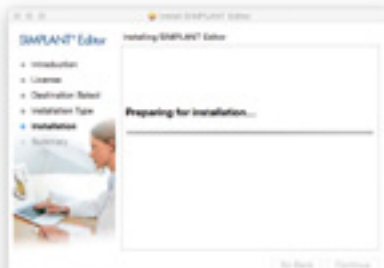 Install SIMPLANT Editor
SIMPLANT® Editor
Installing SIMPLANT Editor
Introduction
License
Destination Select
Installation Type
Installation
Summary
Preparing for installation...
Go Back
Continue